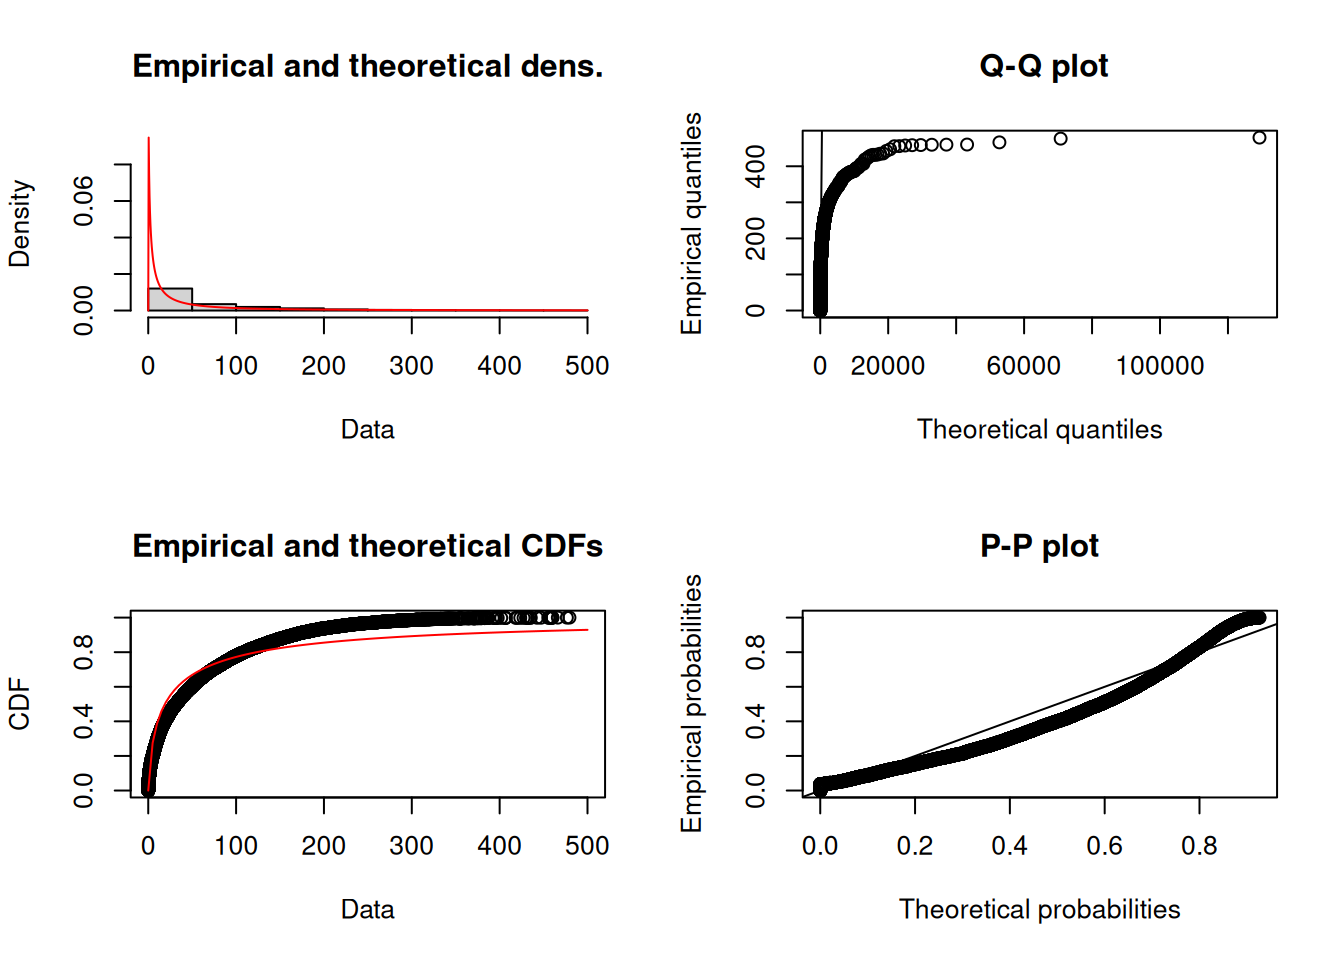 Empirical and theoretical dens.
Density
0.00 0.06
0 100 200 300 400 500
Data
Q-Q plot
Empirical quantiles
0 200 400
0 20000 60000 100000
Theoretical quantiles
Empirical and theoretical CDFs
CDF
0.0 0.4 0.8
0 100 200 300 400 500
Data
P-P plot
Empirical probabilities
0.0 0.4 0.8
0.0 0.2 0.4 0.6 0.8
Theoretical probabilities